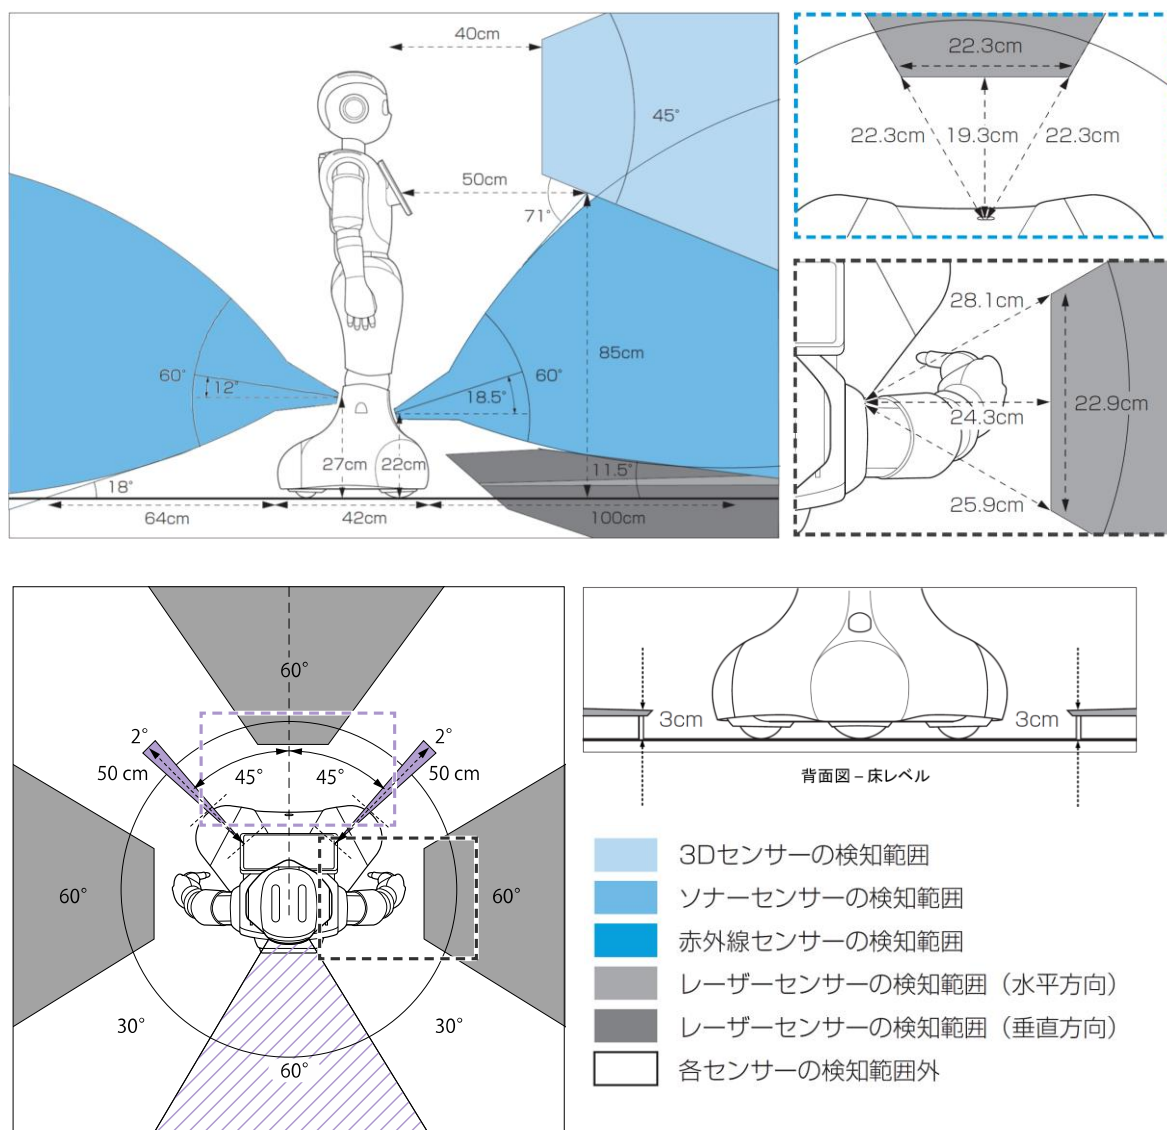 40cm
45°
50cm
71°
60°
12°
85cm
60°
18.5°
27cm
22cm
11.5°
18°
64cm
42cm
100cm
22.3cm
22.3cm
19.3cm
22.3cm
28.1cm
24.3cm
22.9cm
25.9cm
60°
2°
2°
50 cm
45°
45°
50 cm
60°
60°
30°
30°
60°
3cm
3cm
背面図 – 床レベル
3Dセンサーの検知範囲
ソナーセンサーの検知範囲
赤外線センサーの検知範囲
レーザーセンサーの検知範囲（水平方向）
レーザーセンサーの検知範囲（垂直方向）
各センサーの検知範囲外